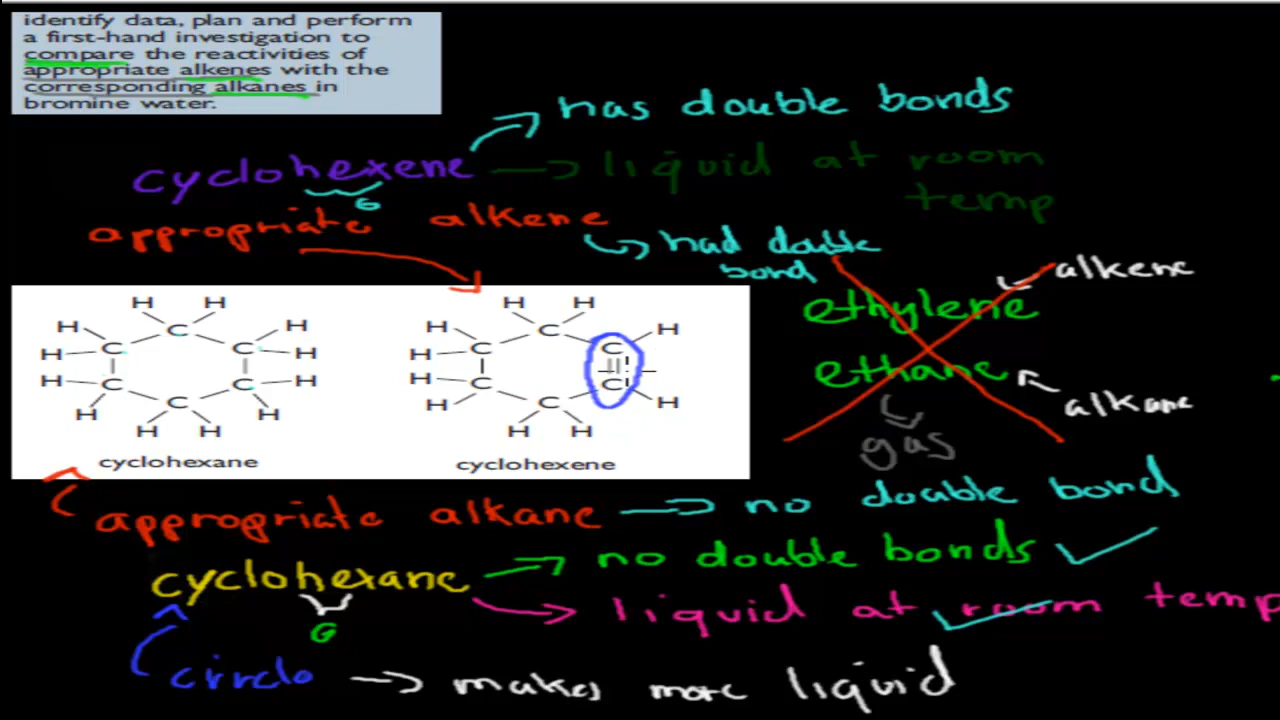 identify data, plan and perform
a first-hand investigation to
compare the reactivities of
appropriate alkenes with the
corresponding alkanes in
bromine water.
has double bonds
cyclohexene → liquid at room
temp
6
appropriate alkene
had double
bond
alkene
ethylene
ethane
alkane
gas
H H H H
H H H H
H C H H C H
H C C H H C C
H C C H H C C
H C H H C H
H H H H
cyclohexane cyclohexene
appropriate alkane → no double bond
cyclohexane → no double bonds
6
liquid at room temp
circle → makes more liquid